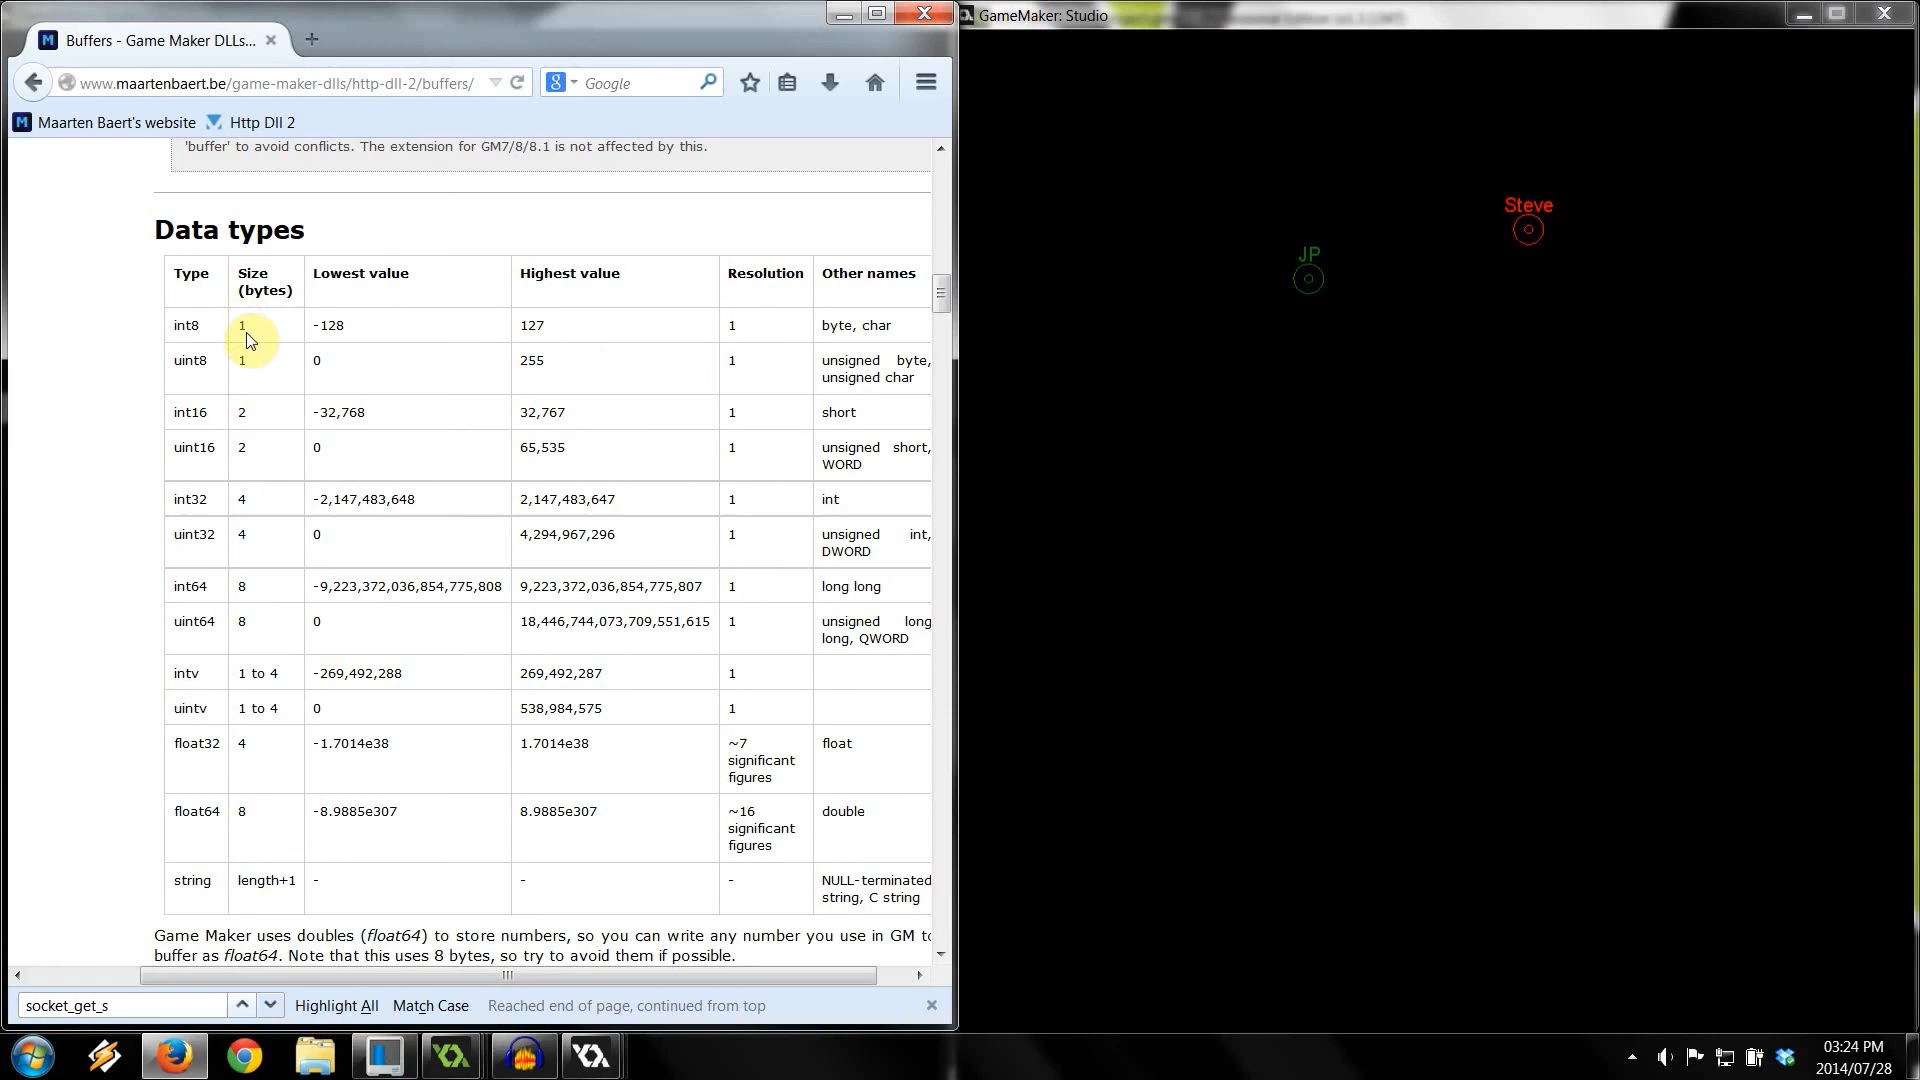 GameMaker: Studio
Buffers - Game Maker DLLs...
www.maartenbaert.be/game-maker-dlls/http-dll-2/buffers/
Google
Maarten Baert's website
Http Dll 2
'buffer' to avoid conflicts. The extension for GM7/8/8.1 is not affected by this.
Data types
Type Size (bytes) Lowest value Highest value Resolution Other names
int8 1 -128 127 1 byte, char
uint8 1 0 255 1 unsigned byte,
unsigned char
int16 2 -32,768 32,767 1 short
uint16 2 0 65,535 1 unsigned short,
WORD
int32 4 -2,147,483,648 2,147,483,647 1 int
uint32 4 0 4,294,967,296 1 unsigned int,
DWORD
int64 8 -9,223,372,036,854,775,808 9,223,372,036,854,775,807 1 long long
uint64 8 0 18,446,744,073,709,551,615 1 unsigned long
long, QWORD
intv 1 to 4 -269,492,288 269,492,287 1
uintv 1 to 4 0 538,984,575 1
float32 4 -1.7014e38 1.7014e38 ~7 float
significant
figures
float64 8 -8.9885e307 8.9885e307 ~16 double
significant
figures
string length+1 - - - NULL-terminated
string, C string
Game Maker uses doubles (float64) to store numbers, so you can write any number you use in GM to
buffer as float64. Note that this uses 8 bytes, so try to avoid them if possible.
socket_get_s
Highlight All Match Case Reached end of page, continued from top
Steve
JP
03:24 PM
2014/07/28